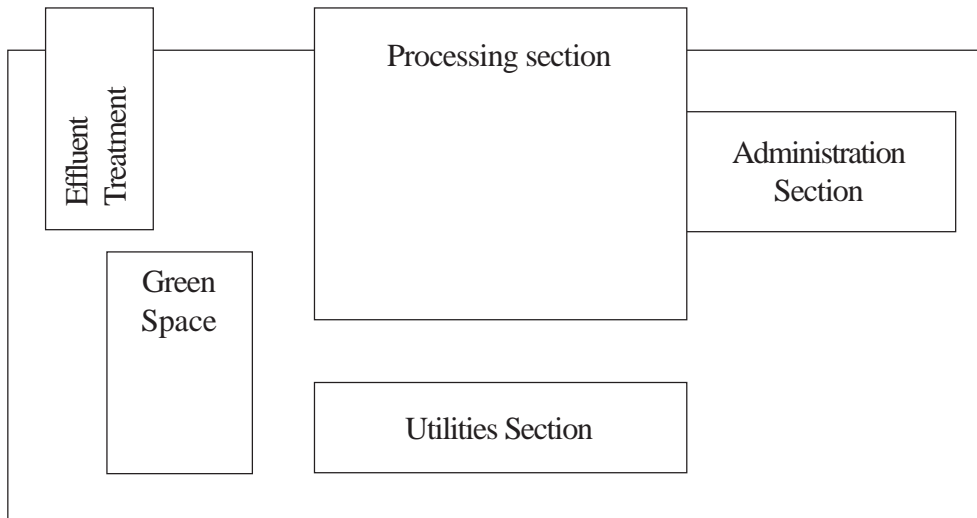 Effluent
Treatment
Processing section
Administration
Section
Green
Space
Utilities Section